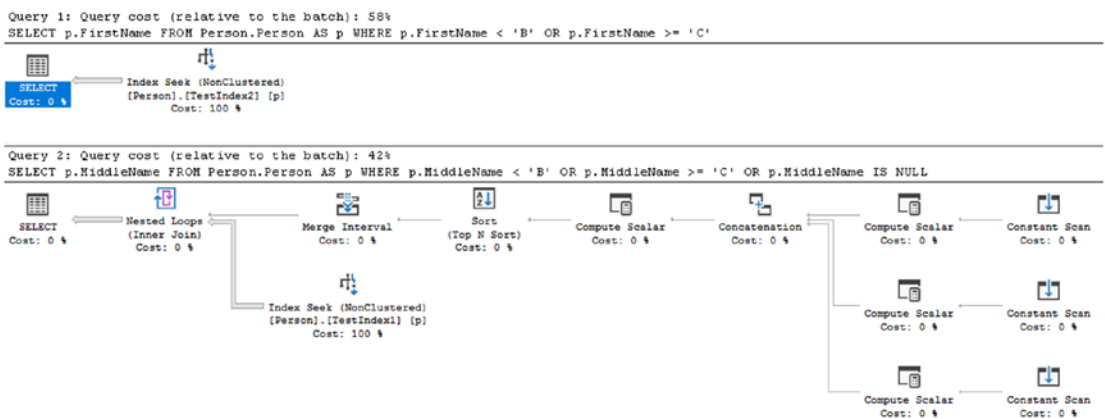 Query 1: Query cost (relative to the batch): 58%
SELECT p.FirstName FROM Person.Person AS p WHERE p.FirstName < 'B' OR p.FirstName >= 'C'
SELECT
Cost: 0 %
Index Seek (NonClustered)
[Person].[TestIndex2] [p]
Cost: 100 %
Query 2: Query cost (relative to the batch): 42%
SELECT p.MiddleName FROM Person.Person AS p WHERE p.MiddleName < 'B' OR p.MiddleName >= 'C' OR p.MiddleName IS NULL
SELECT
Cost: 0 %
Nested Loops
(Inner Join)
Cost: 0 %
Merge Interval
Cost: 0 %
Sort
(Top N Sort)
Cost: 0 %
Compute Scalar
Cost: 0 %
Concatenation
Cost: 0 %
Compute Scalar
Cost: 0 %
Constant Scan
Cost: 0 %
Index Seek (NonClustered)
[Person].[TestIndex1] [p]
Cost: 100 %
Compute Scalar
Cost: 0 %
Constant Scan
Cost: 0 %
Compute Scalar
Cost: 0 %
Constant Scan
Cost: 0 %